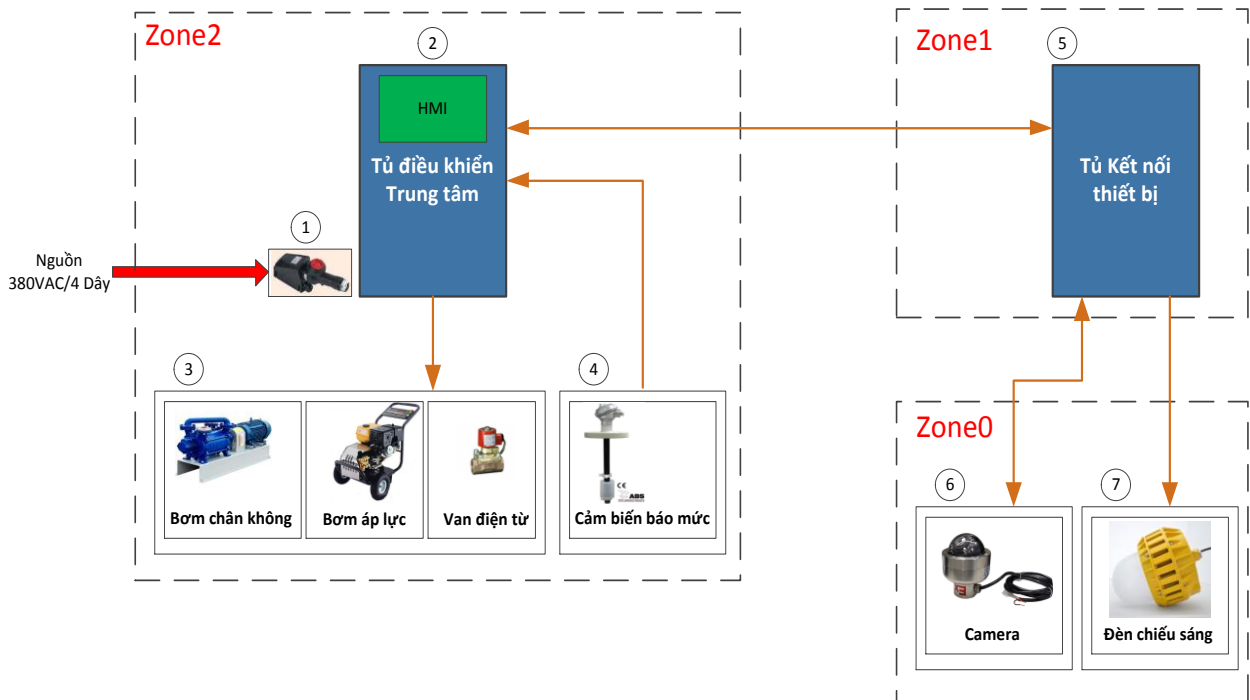 Zone2
2
HMI
Tủ điều khiển
Trung tâm
1
Nguồn
380VAC/4 Dây
3
Bơm chân không
Bơm áp lực
Van điện từ
4
CE
ABS
Cảm biến báo mức
Zone1
5
Tủ Kết nối
thiết bị
Zone0
6
Camera
7
Đèn chiếu sáng